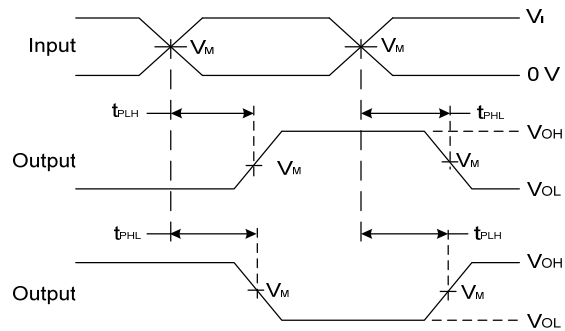 VI
Input VM VM
0 V
tPLH tPHL
VOH
Output VM VM
VOL
tPHL tPLH
VOH
Output VM VM
VOL